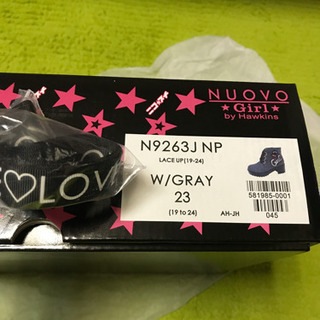 NUOVO
★Girl★
by Hawkins
N9263J NP
LACE UP(19-24)
W/GRAY
23
(19 to 24)
AH-JH
581985-0001
045
LOV